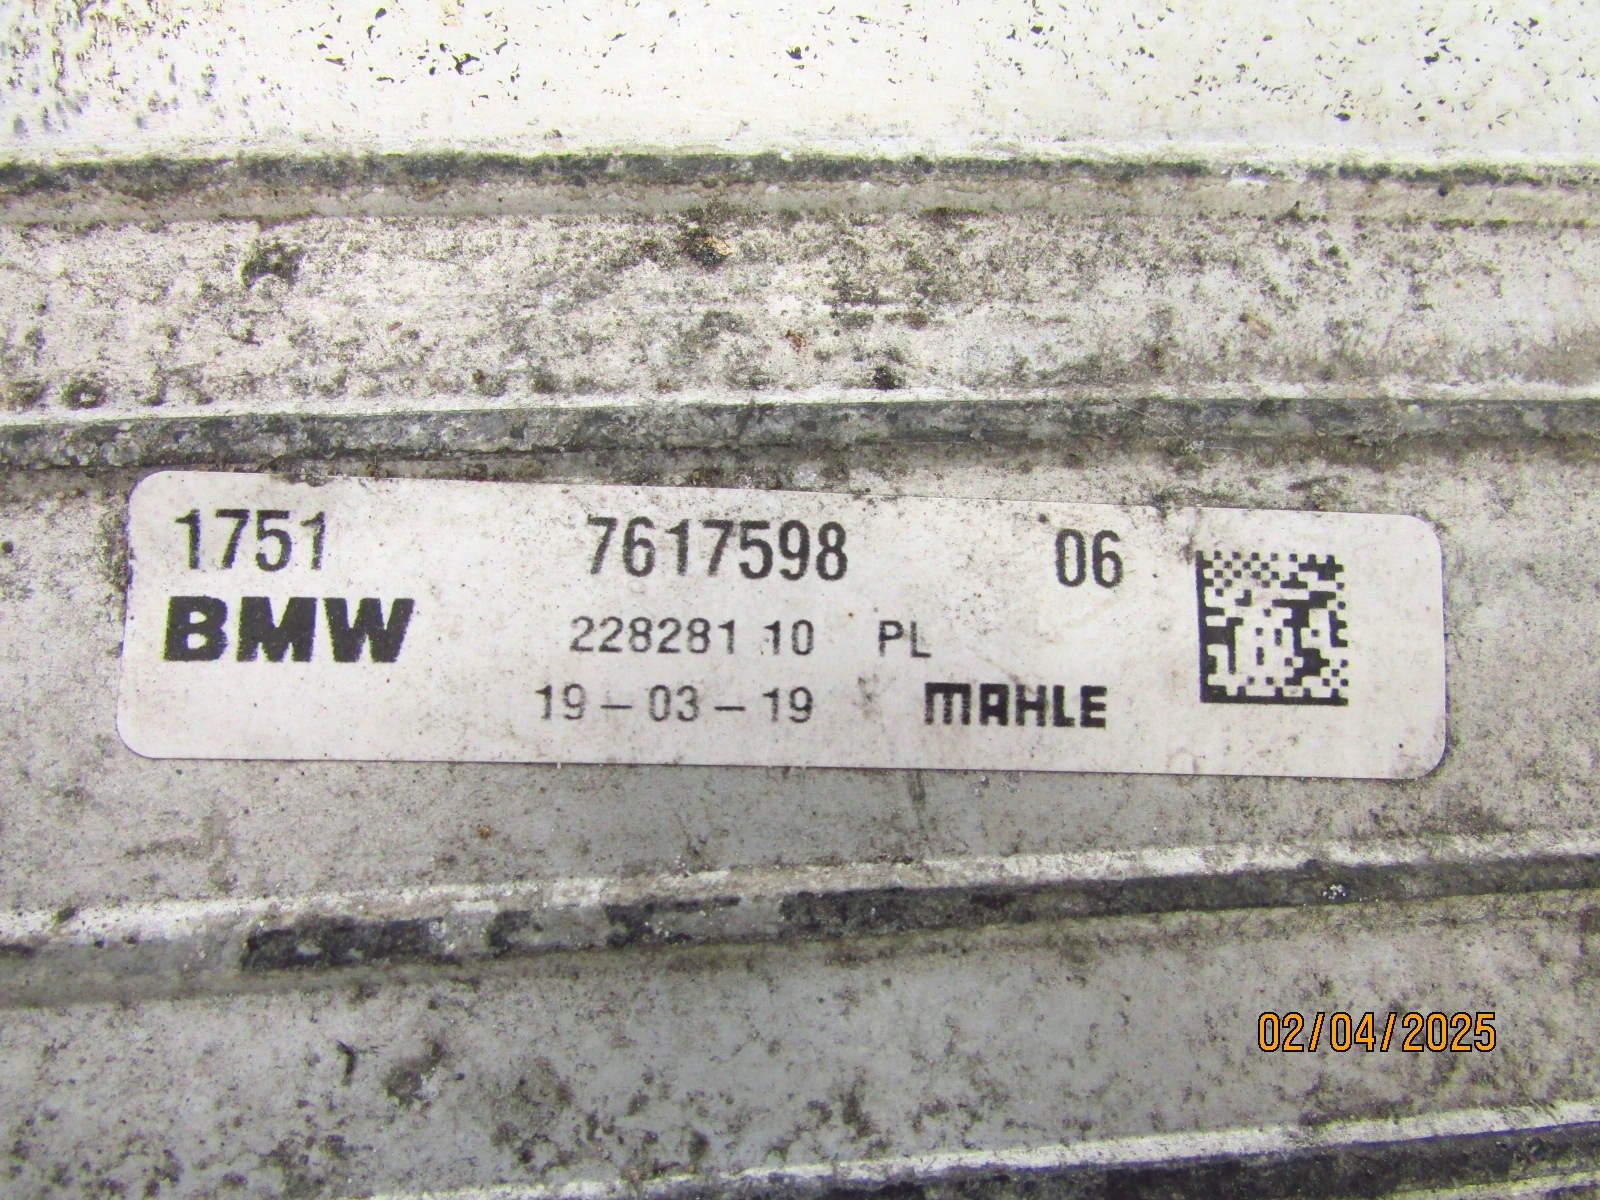 1751 7617598 06
BMW 228281 10 PL
19-03-19 MAHLE
02/04/2025